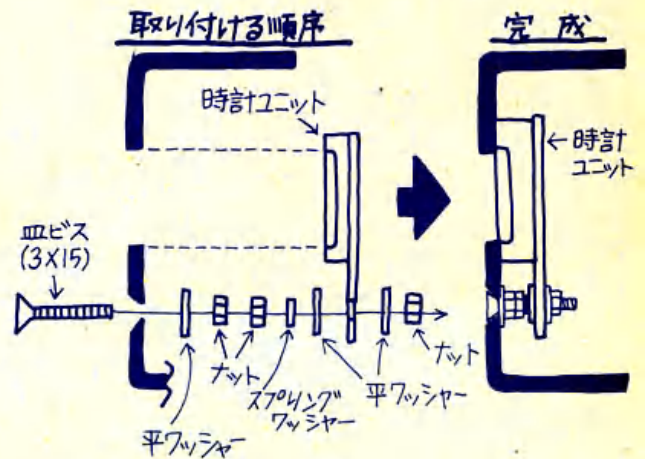 取り付ける順序
完成
時計ユニット
時計
ユニット
皿ビス
(3×15)
ナット
スプリング
ワッシャー
平ワッシャー
ナット
平ワッシャー